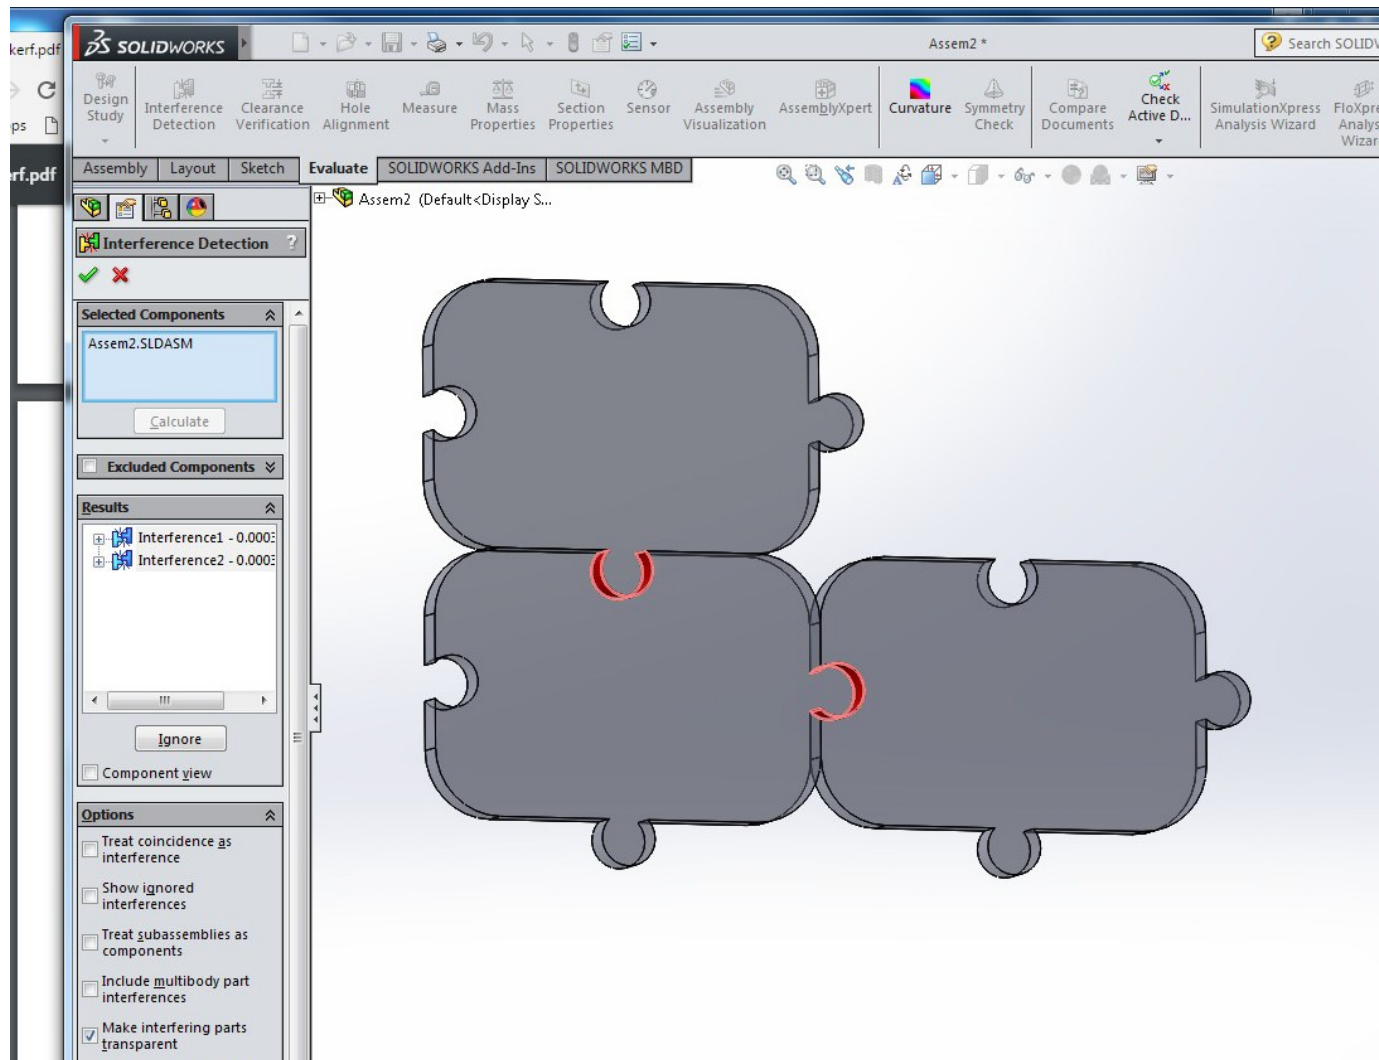 kerf.pdf
ps
rf.pdf
SOLIDWORKS
Assem2 *
Search SOLIDW
Design Study
Interference Detection
Clearance Verification
Hole Alignment
Measure
Mass Properties
Section Properties
Sensor
Assembly Visualization
AssemblyXpert
Curvature
Symmetry Check
Compare Documents
Check Active D...
SimulationXpress Analysis Wizard
FloXpre Analys Wizar
Assembly
Layout
Sketch
Evaluate
SOLIDWORKS Add-Ins
SOLIDWORKS MBD
Assem2 (Default<Display S...
Interference Detection ?
Selected Components
Assem2.SLDASM
Calculate
Excluded Components
Results
Interference1 - 0.0003
Interference2 - 0.0003
Ignore
Component view
Options
Treat coincidence as
interference
Show ignored
interferences
Treat subassemblies as
components
Include multibody part
interferences
Make interfering parts
transparent